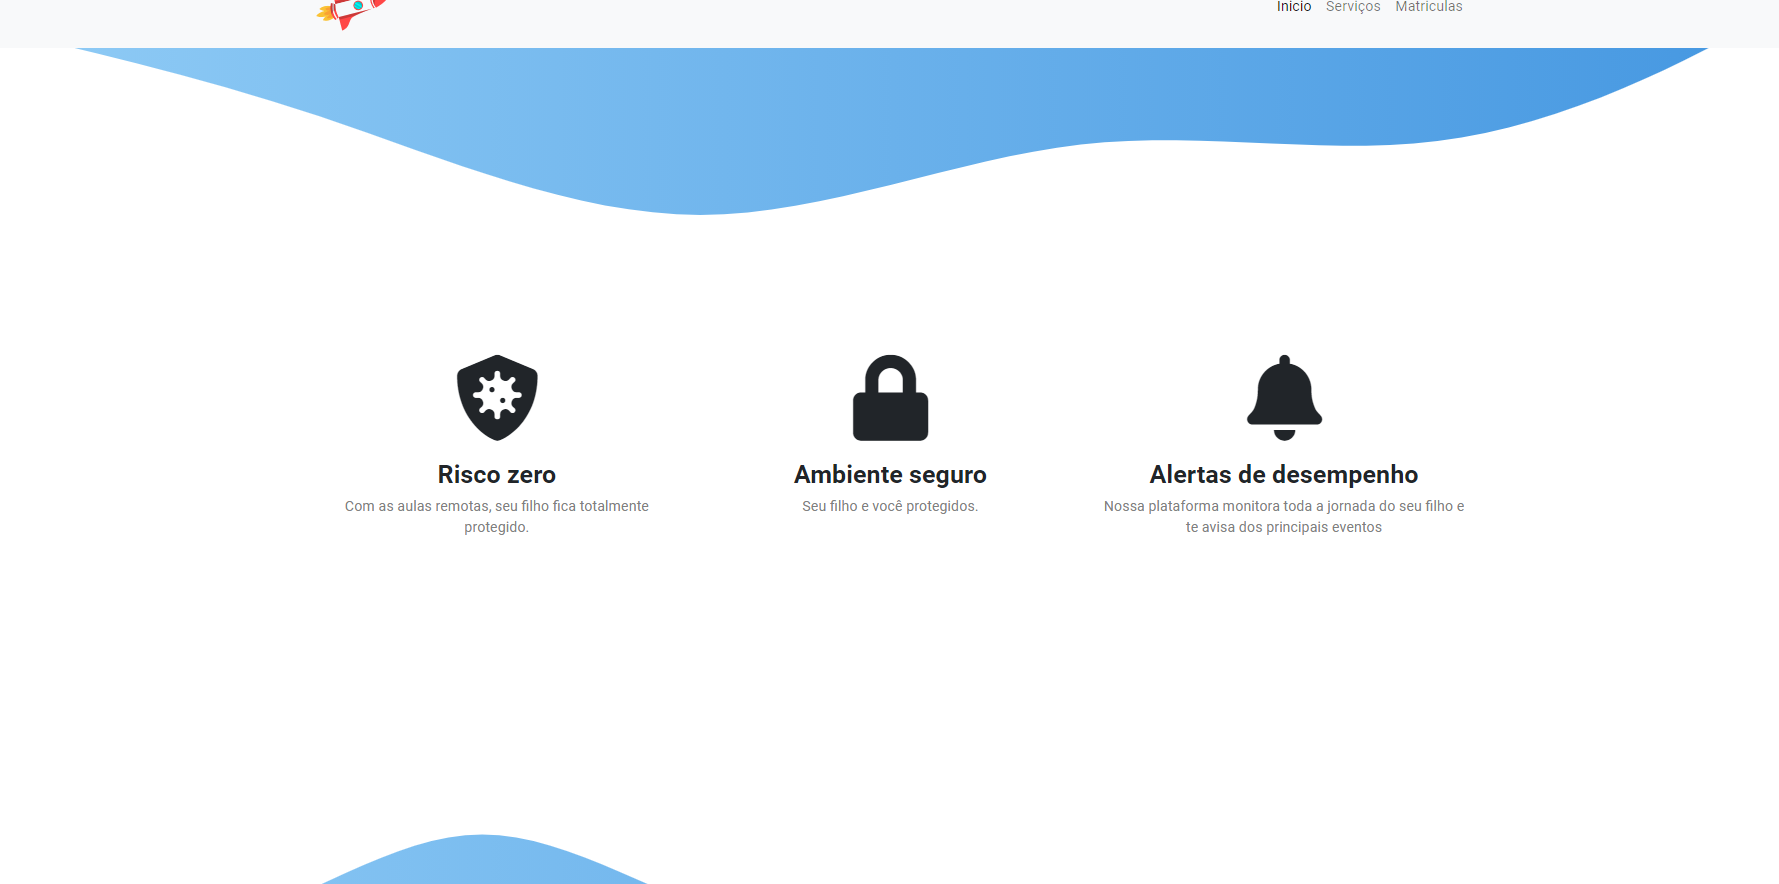 Inicio Serviços Matriculas
Risco zero
Com as aulas remotas, seu filho fica totalmente
protegido.
Ambiente seguro
Seu filho e você protegidos.
Alertas de desempenho
Nossa plataforma monitora toda a jornada do seu filho e
te avisa dos principais eventos